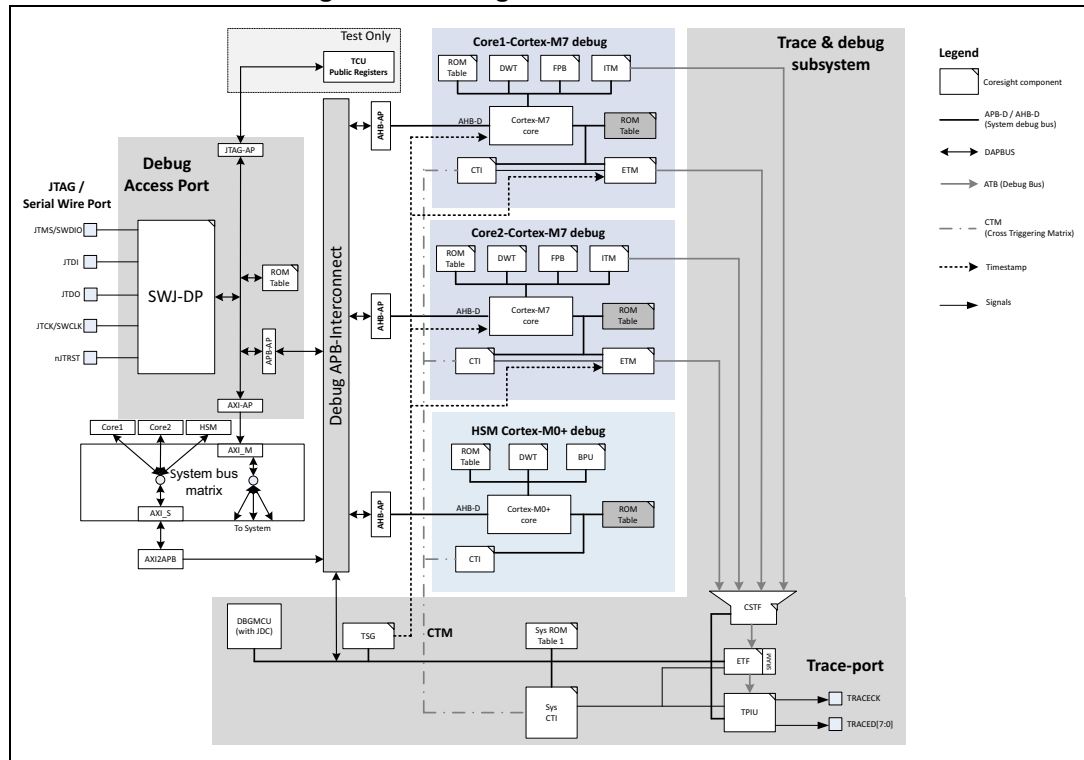 Test Only
TCU
Public Registers
JTAG-AP
Debug
Access Port
JTAG /
Serial Wire Port
JTMS/SWDIO
JTDI
JTDO
JTCK/SWCLK
nJTRST
SWJ-DP
ROM
Table
APB-AP
AXI-AP
Core1
Core2
HSM
AXI_M
System bus
matrix
AXI_S
To System
AXI2APB
Debug APB-Interconnect
AHB-AP
AHB-AP
AHB-AP
Core1-Cortex-M7 debug
ROM
Table
DWT
FPB
ITM
AHB-D
Cortex-M7
core
ROM
Table
CTI
ETM
Core2-Cortex-M7 debug
ROM
Table
DWT
FPB
ITM
AHB-D
Cortex-M7
core
ROM
Table
CTI
ETM
HSM Cortex-M0+ debug
ROM
Table
DWT
BPU
AHB-D
Cortex-M0+
core
ROM
Table
CTI
Trace & debug
subsystem
DBGMCU
(with JDC)
TSG
CTM
Sys ROM
Table 1
Sys
CTI
CSTF
ETF
SRAM
TPIU
Trace-port
TRACECK
TRACED[7:0]
Legend
Coresight component
APB-D / AHB-D
(System debug bus)
DAPBUS
ATB (Debug Bus)
CTM
(Cross Triggering Matrix)
Timestamp
Signals